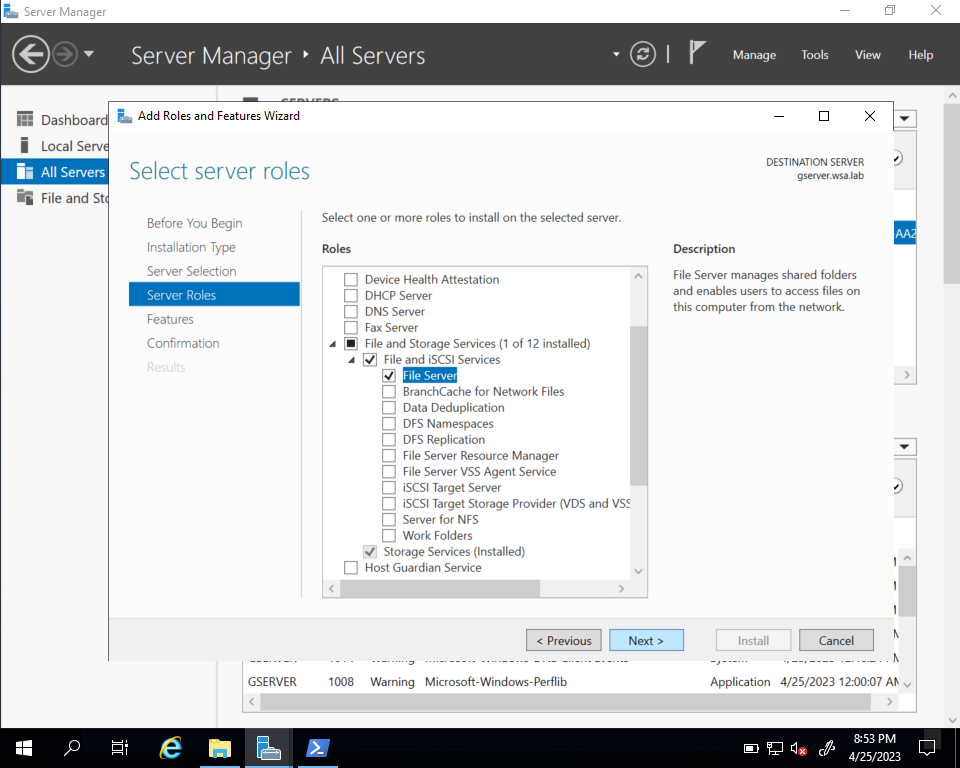 Server Manager
Server Manager ‣ All Servers
Manage Tools View Help
Dashboard
Local Serve
All Servers
File and Sto
SERVERS
Add Roles and Features Wizard
Select server roles
DESTINATION SERVER
gserver.wsa.lab
Before You Begin
Installation Type
Server Selection
Server Roles
Features
Confirmation
Results
Select one or more roles to install on the selected server.
Roles
Device Health Attestation
DHCP Server
DNS Server
Fax Server
File and Storage Services (1 of 12 installed)
File and iSCSI Services
File Server
BranchCache for Network Files
Data Deduplication
DFS Namespaces
DFS Replication
File Server Resource Manager
File Server VSS Agent Service
iSCSI Target Server
iSCSI Target Storage Provider (VDS and VSS
Server for NFS
Work Folders
Storage Services (Installed)
Host Guardian Service
Description
File Server manages shared folders
and enables users to access files on
this computer from the network.
AA2
< Previous Next > Install Cancel
GSERVER 1008 Warning Microsoft-Windows-Perflib Application 4/25/2023 12:00:07 AM
8:53 PM
4/25/2023